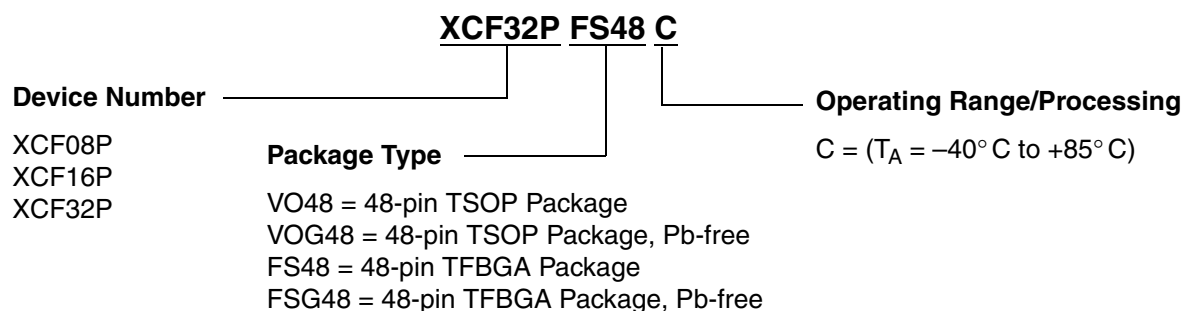 XCF32P FS48 C
Device Number
XCF08P
XCF16P
XCF32P
Package Type
VO48 = 48-pin TSOP Package
VOG48 = 48-pin TSOP Package, Pb-free
FS48 = 48-pin TFBGA Package
FSG48 = 48-pin TFBGA Package, Pb-free
Operating Range/Processing
C = (TA = –40° C to +85° C)